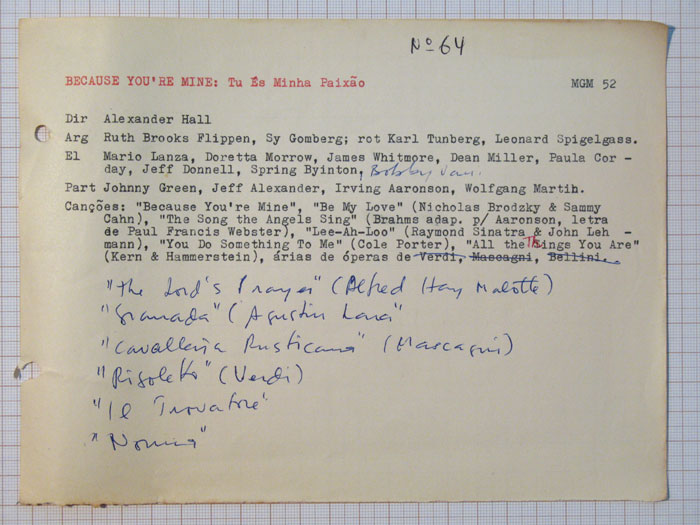 Nº 64
BECAUSE YOU'RE MINE: Tu És Minha Paixão MGM 52
Dir Alexander Hall
Arg Ruth Brooks Flippen, Sy Gomberg; rot Karl Tunberg, Leonard Spigelgass.
El Mario Lanza, Doretta Morrow, James Whitmore, Dean Miller, Paula Cor -
day, Jeff Donnell, Spring Byinton, Bobby Van.
Part Johnny Green, Jeff Alexander, Irving Aaronson, Wolfgang Martih.
Canções: "Because You're Mine", "Be My Love" (Nicholas Brodzky & Sammy
Cahn), "The Song the Angels Sing" (Brahms adap. p/ Aaronson, letra
de Paul Francis Webster), "Lee-Ah-Loo" (Raymond Sinatra & John Leh -
mann), "You Do Something To Me" (Cole Porter), "All the Things You Are"
(Kern & Hammerstein), árias de óperas de Verdi, Mascagni, Bellini.
"The Lord's Prayer" (Alfred Hay Malotte)
"Granada" (Agustin Lara"
"Cavalleria Rusticana" (Mascagni)
"Rigoletto" (Verdi)
"Il Trovatore"
"Norma"